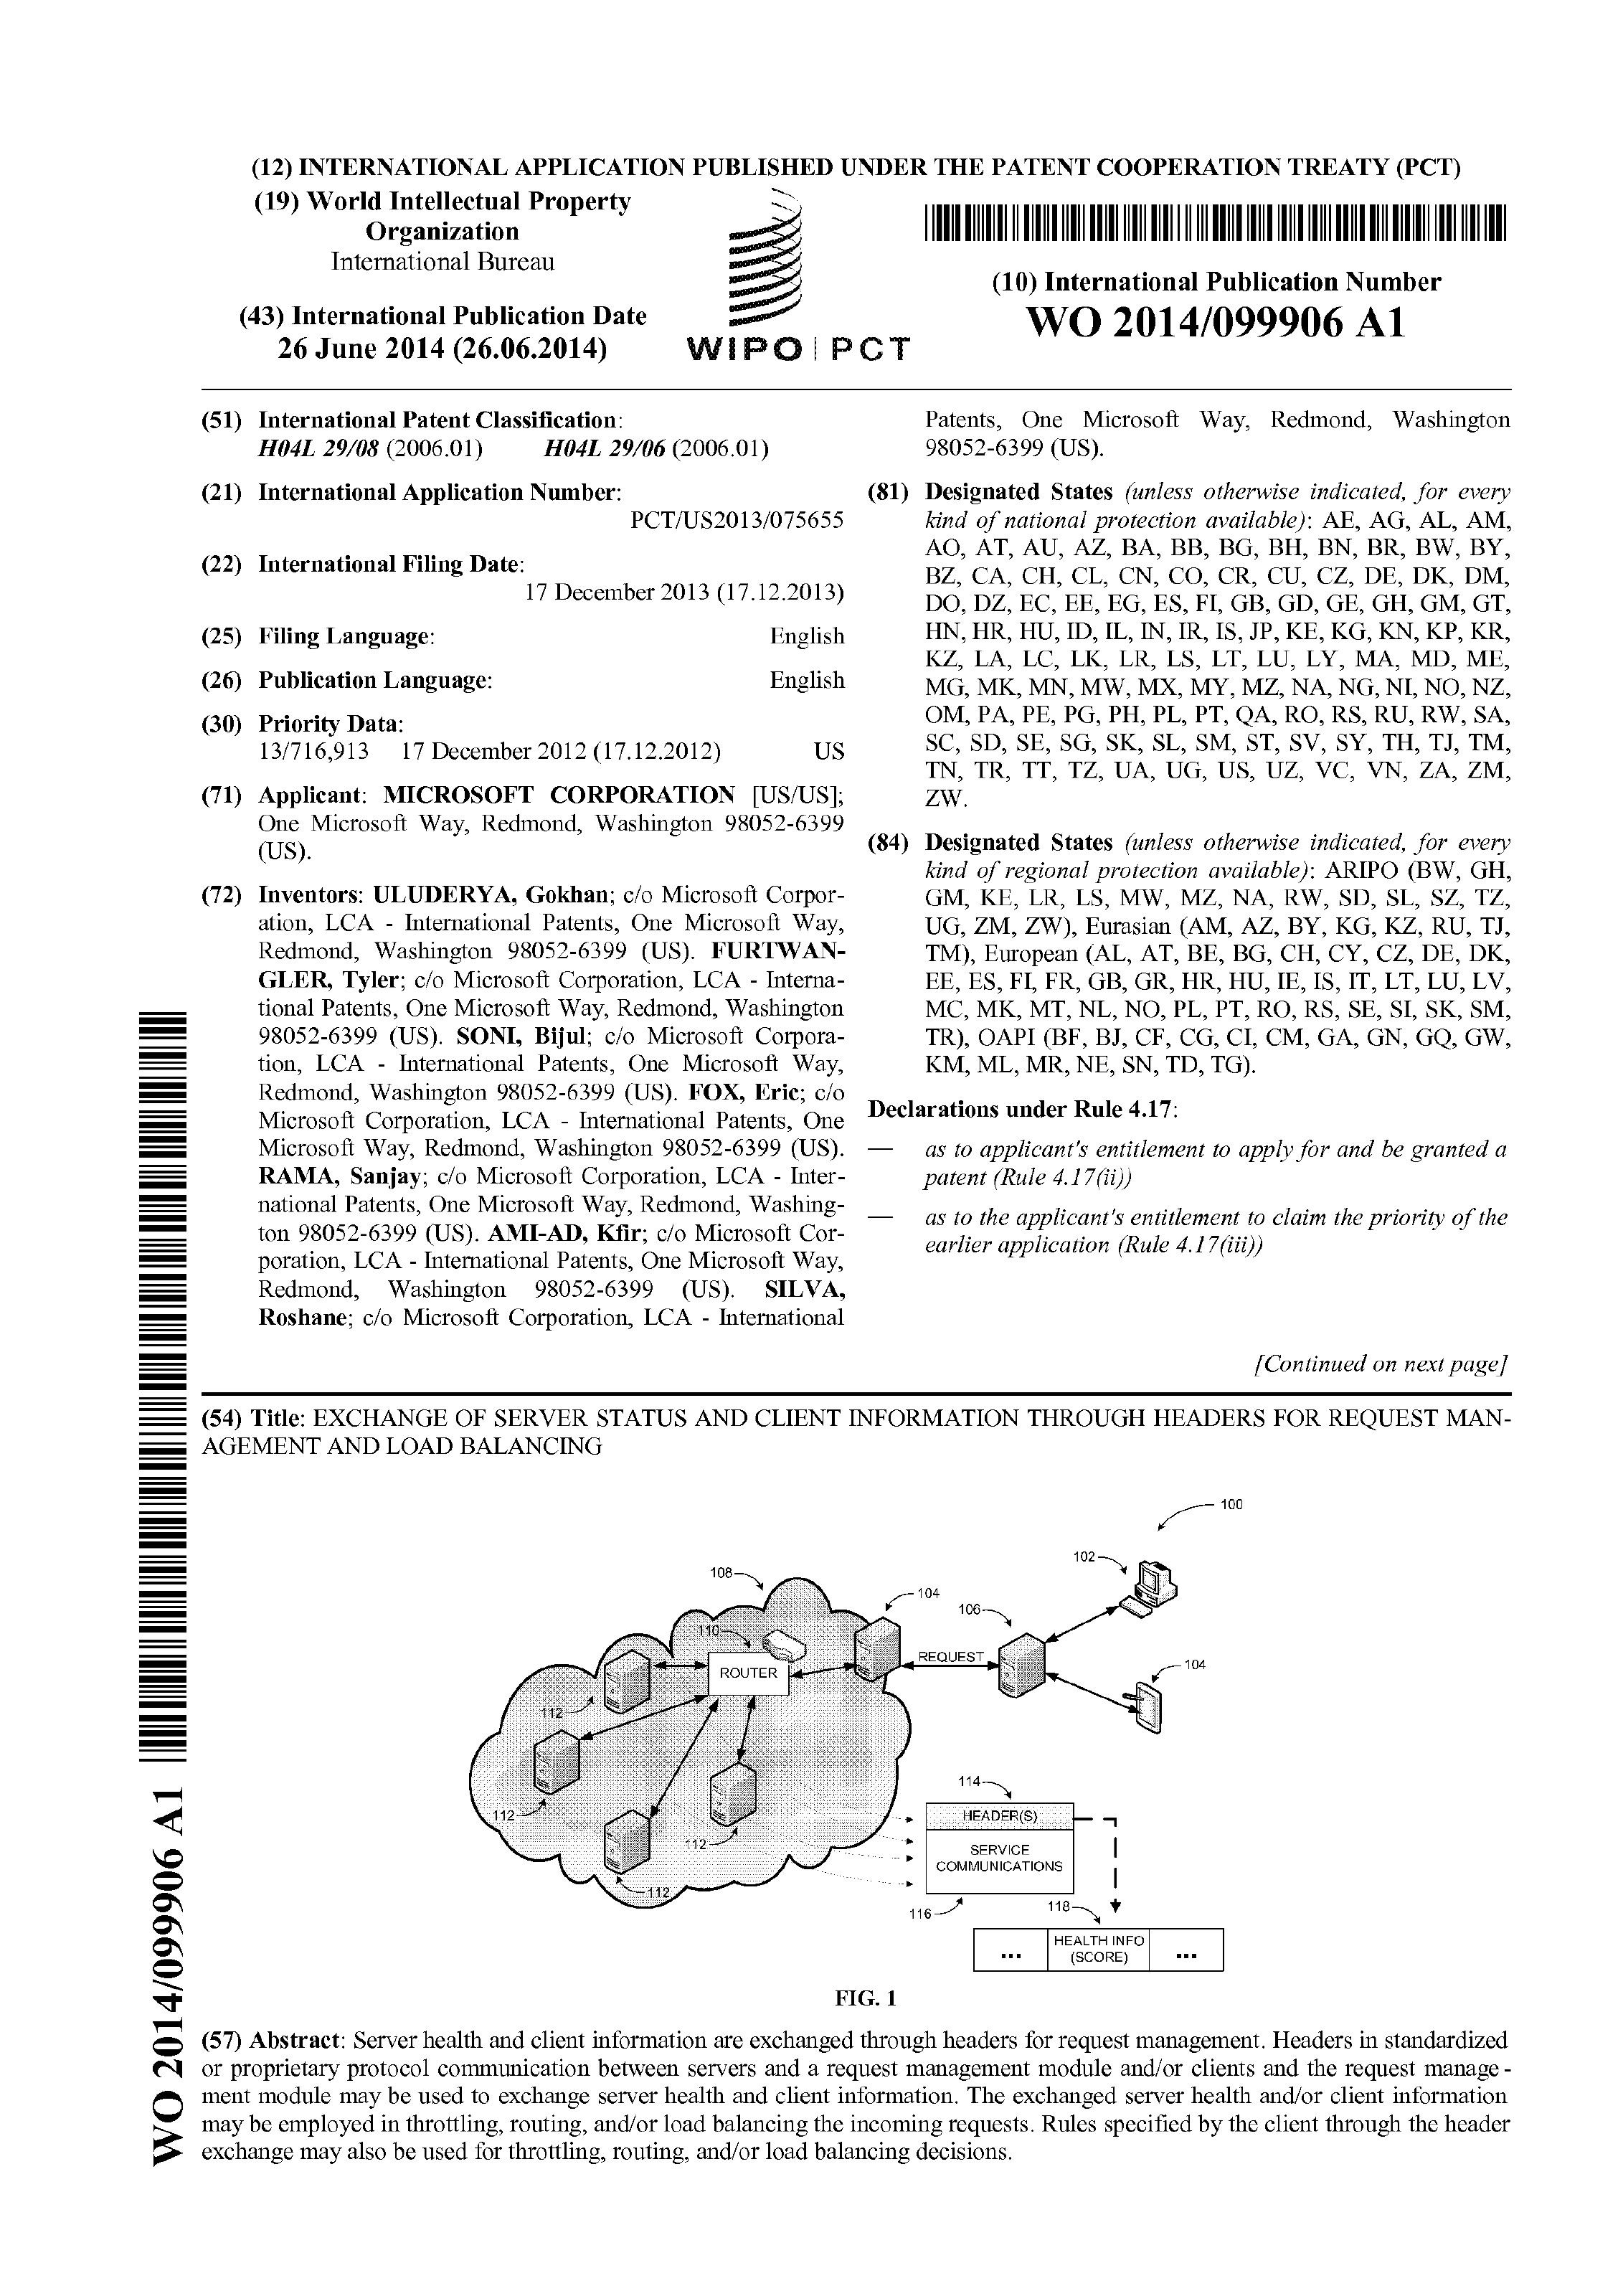 (12) INTERNATIONAL APPLICATION PUBLISHED UNDER THE PATENT COOPERATION TREATY (PCT)
(19) World Intellectual Property
Organization
International Bureau
(43) International Publication Date
26 June 2014 (26.06.2014)
WIPO | PCT
(10) International Publication Number
WO 2014/099906 A1
(51) International Patent Classification:
H04L 29/08 (2006.01) H04L 29/06 (2006.01)
(21) International Application Number:
PCT/US2013/075655
(22) International Filing Date:
17 December 2013 (17.12.2013)
(25) Filing Language: English
(26) Publication Language: English
(30) Priority Data:
13/716,913 17 December 2012 (17.12.2012) US
(71) Applicant: MICROSOFT CORPORATION [US/US];
One Microsoft Way, Redmond, Washington 98052-6399
(US).
(72) Inventors: ULUDERYA, Gokhan; c/o Microsoft Corpor-
ation, LCA - International Patents, One Microsoft Way,
Redmond, Washington 98052-6399 (US). FURTWAN-
GLER, Tyler; c/o Microsoft Corporation, LCA - Interna-
tional Patents, One Microsoft Way, Redmond, Washington
98052-6399 (US). SONI, Bijul; c/o Microsoft Corpora-
tion, LCA - International Patents, One Microsoft Way,
Redmond, Washington 98052-6399 (US). FOX, Eric; c/o
Microsoft Corporation, LCA - International Patents, One
Microsoft Way, Redmond, Washington 98052-6399 (US).
RAMA, Sanjay; c/o Microsoft Corporation, LCA - Inter-
national Patents, One Microsoft Way, Redmond, Washing-
ton 98052-6399 (US). AMI-AD, Kfir; c/o Microsoft Cor-
poration, LCA - International Patents, One Microsoft Way,
Redmond, Washington 98052-6399 (US). SILVA,
Roshane; c/o Microsoft Corporation, LCA - International
Patents, One Microsoft Way, Redmond, Washington
98052-6399 (US).
(81) Designated States (unless otherwise indicated, for every
kind of national protection available): AE, AG, AL, AM,
AO, AT, AU, AZ, BA, BB, BG, BH, BN, BR, BW, BY,
BZ, CA, CH, CL, CN, CO, CR, CU, CZ, DE, DK, DM,
DO, DZ, EC, EE, EG, ES, FI, GB, GD, GE, GH, GM, GT,
HN, HR, HU, ID, IL, IN, IR, IS, JP, KE, KG, KN, KP, KR,
KZ, LA, LC, LK, LR, LS, LT, LU, LY, MA, MD, ME,
MG, MK, MN, MW, MX, MY, MZ, NA, NG, NI, NO, NZ,
OM, PA, PE, PG, PH, PL, PT, QA, RO, RS, RU, RW, SA,
SC, SD, SE, SG, SK, SL, SM, ST, SV, SY, TH, TJ, TM,
TN, TR, TT, TZ, UA, UG, US, UZ, VC, VN, ZA, ZM,
ZW.
(84) Designated States (unless otherwise indicated, for every
kind of regional protection available): ARIPO (BW, GH,
GM, KE, LR, LS, MW, MZ, NA, RW, SD, SL, SZ, TZ,
UG, ZM, ZW), Eurasian (AM, AZ, BY, KG, KZ, RU, TJ,
TM), European (AL, AT, BE, BG, CH, CY, CZ, DE, DK,
EE, ES, FI, FR, GB, GR, HR, HU, IE, IS, IT, LT, LU, LV,
MC, MK, MT, NL, NO, PL, PT, RO, RS, SE, SI, SK, SM,
TR), OAPI (BF, BJ, CF, CG, CI, CM, GA, GN, GQ, GW,
KM, ML, MR, NE, SN, TD, TG).
Declarations under Rule 4.17:
— as to applicant's entitlement to apply for and be granted a
patent (Rule 4.17(ii))
— as to the applicant's entitlement to claim the priority of the
earlier application (Rule 4.17(iii))
[Continued on next page]
(54) Title: EXCHANGE OF SERVER STATUS AND CLIENT INFORMATION THROUGH HEADERS FOR REQUEST MAN-
AGEMENT AND LOAD BALANCING
100
102
108
104
106
110
REQUEST
ROUTER
104
112
114
112
HEADER(S)
112
SERVICE
COMMUNICATIONS
112
116
118
HEALTH INFO
(SCORE)
...
...
FIG. 1
(57) Abstract: Server health and client information are exchanged through headers for request management. Headers in standardized
or proprietary protocol communication between servers and a request management module and/or clients and the request manage-
ment module may be used to exchange server health and client information. The exchanged server health and/or client information
may be employed in throttling, routing, and/or load balancing the incoming requests. Rules specified by the client through the header
exchange may also be used for throttling, routing, and/or load balancing decisions.
WO 2014/099906 A1